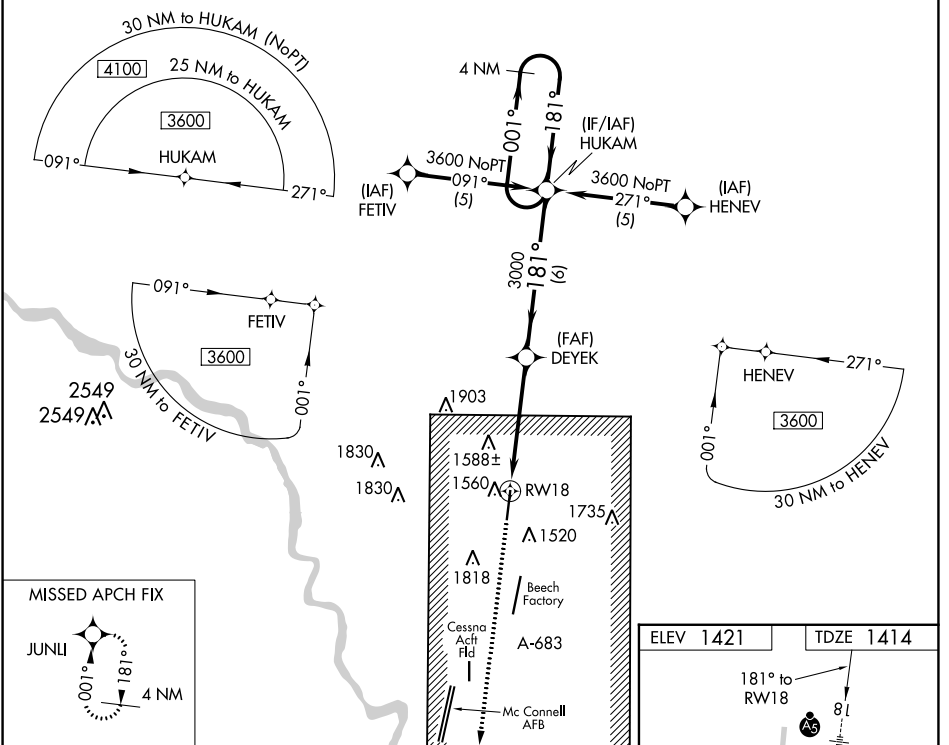 30 NM to HUKAM (NoPT)
4100
25 NM to HUKAM
3600
HUKAM
091°
271°
4 NM
001°
181°
(IF/IAF)
HUKAM
3600 NoPT
091°
(5)
(IAF)
FETIV
3600 NoPT
271°
(5)
(IAF)
HENEV
3000
181°
(6)
(FAF)
DEYEK
091°
FETIV
3600
001°
30 NM to FETIV
2549
2549
HENEV
271°
3600
001°
30 NM to HENEV
1903
1830
1588±
1830
1560
RW18
1735
1520
1818
Beech
Factory
Cessna
Acft
Fld
A-683
Mc Connell
AFB
MISSED APCH FIX
JUNLI
001°
181°
4 NM
ELEV 1421
TDZE 1414
181° to
RW18
18
A5